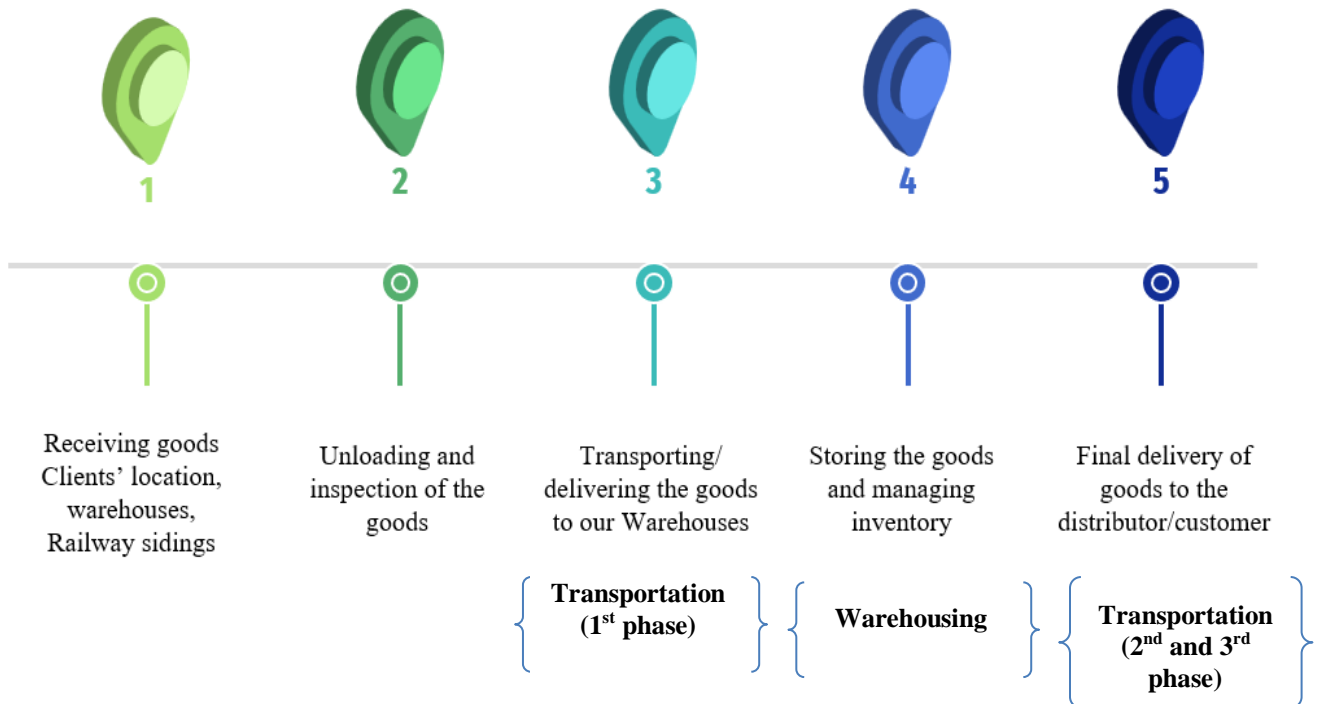 1
2
3
4
5
Receiving goods
Clients’ location,
warehouses,
Railway sidings
Unloading and
inspection of the
goods
Transporting/
delivering the goods
to our Warehouses
Storing the goods
and managing
inventory
Final delivery of
goods to the
distributor/customer
Transportation
(1st phase)
Warehousing
Transportation
(2nd and 3rd
phase)